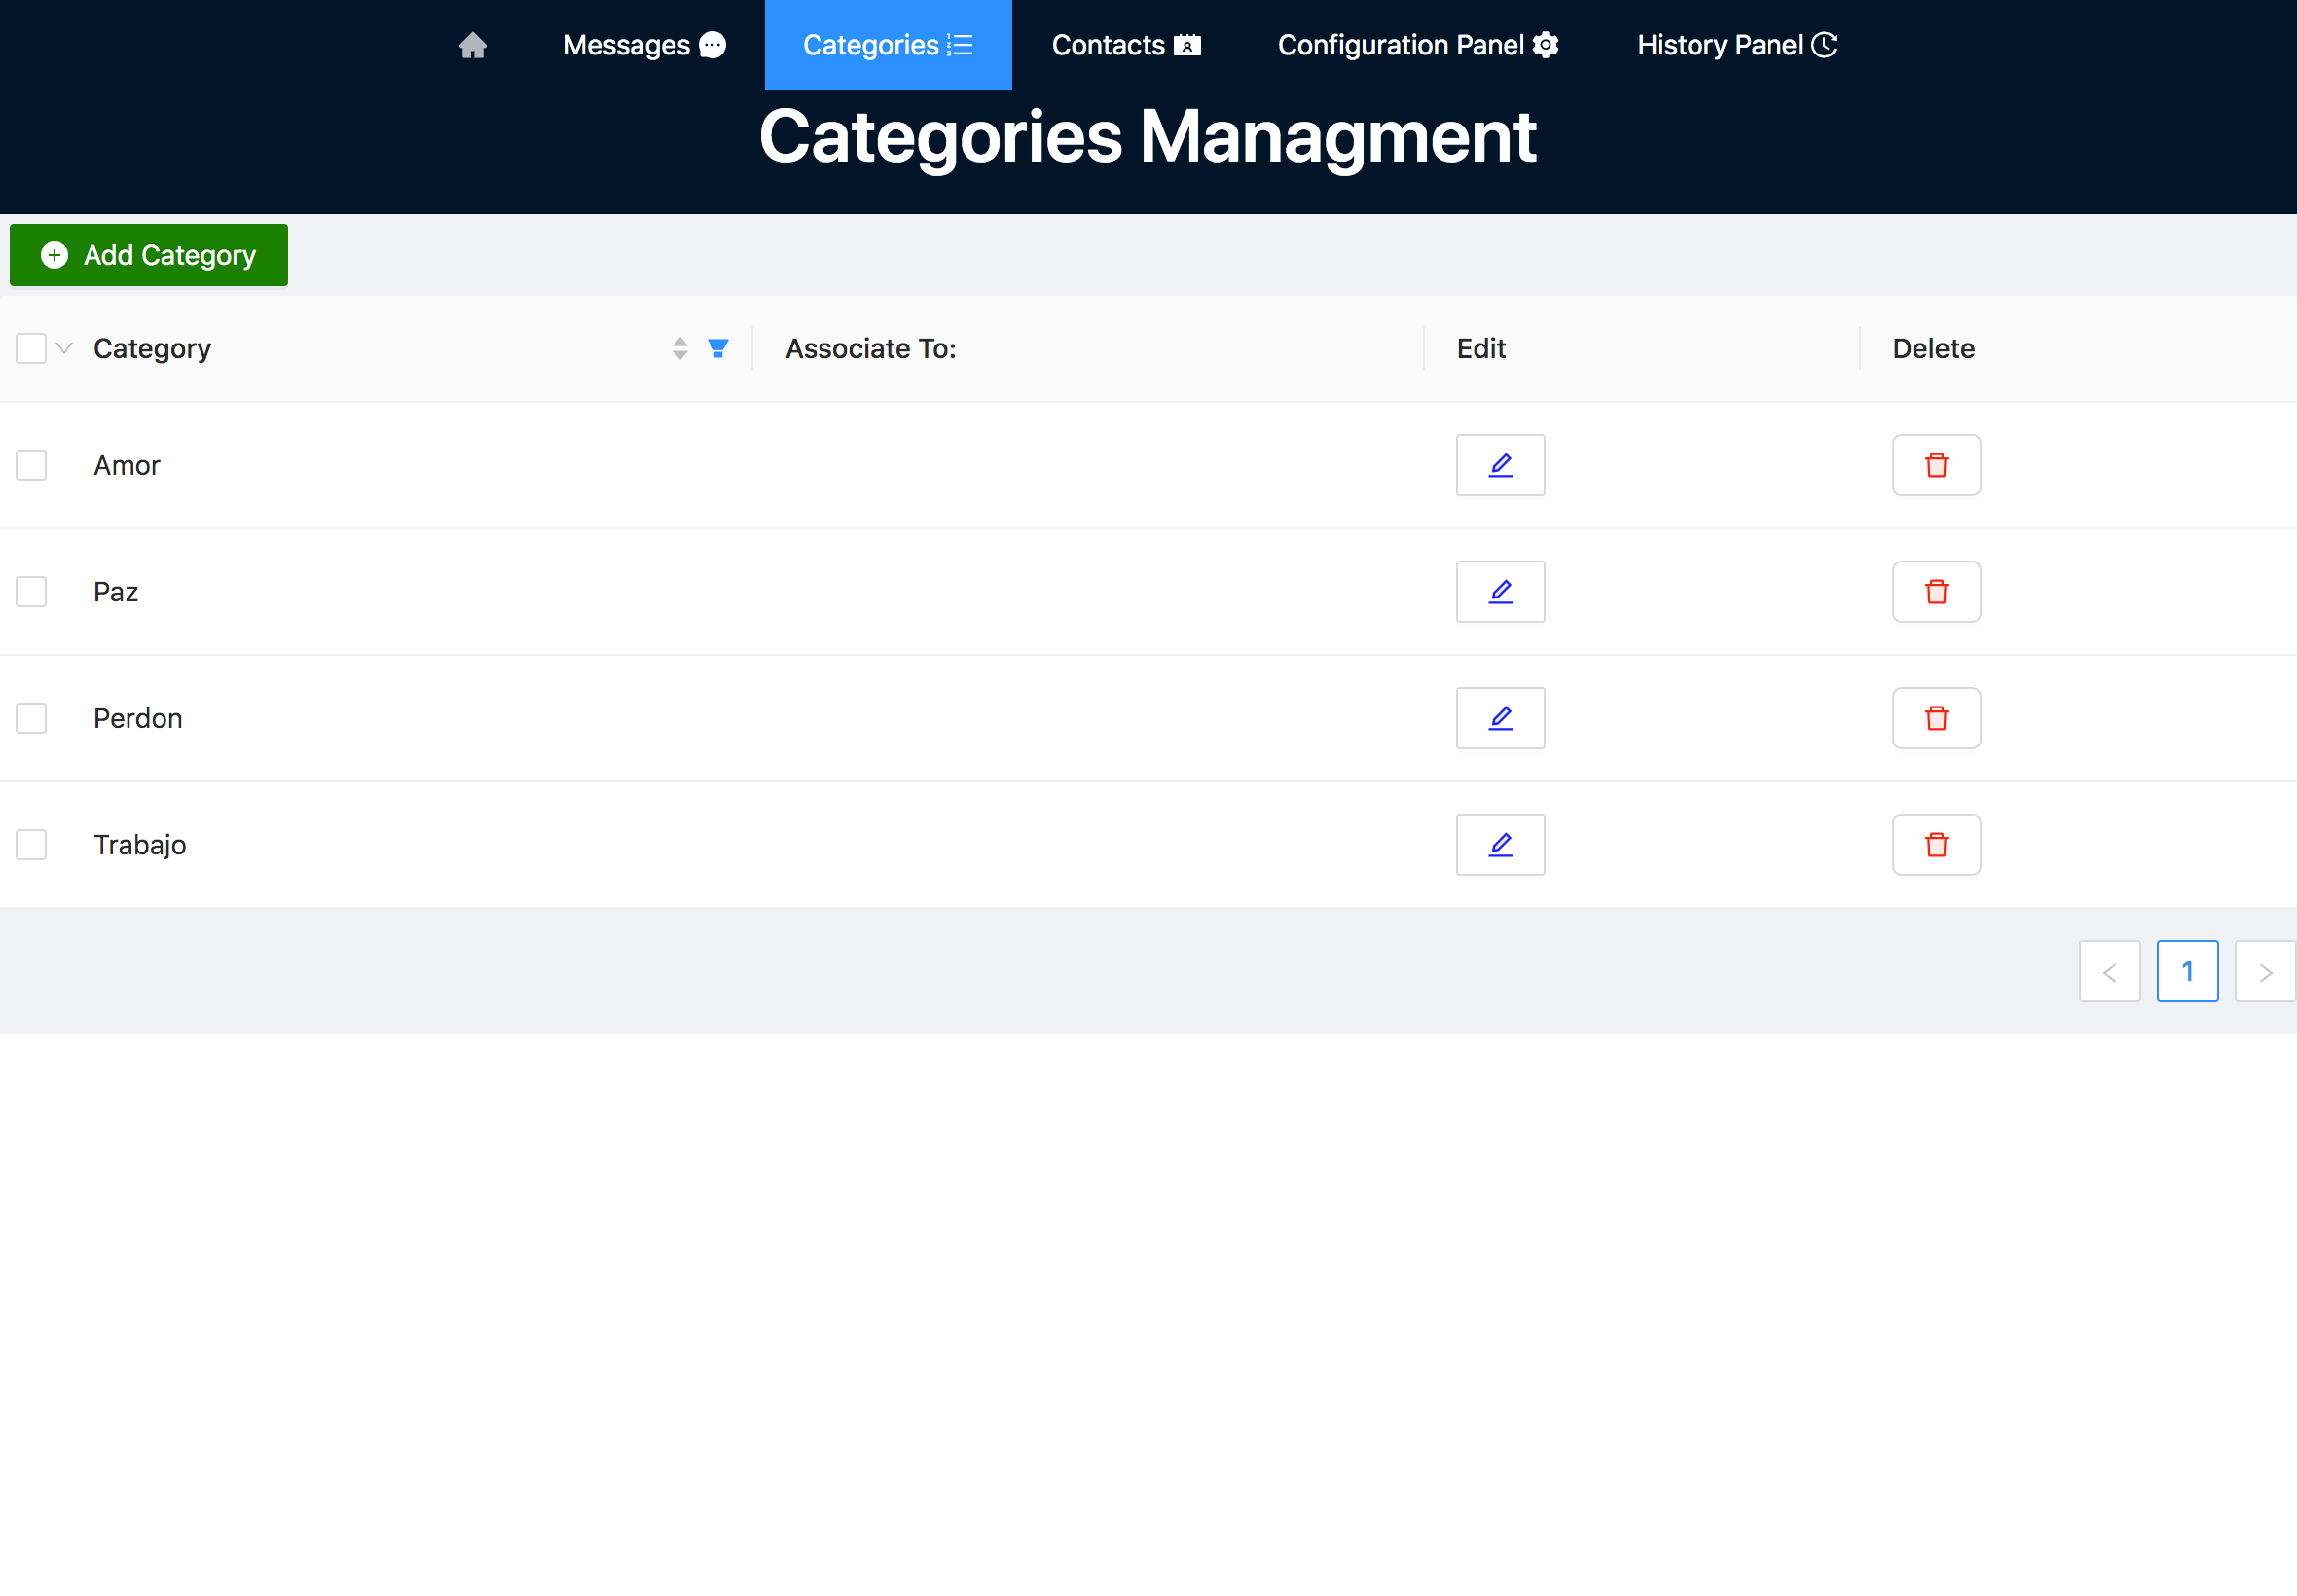 Messages Categories Contacts Configuration Panel History Panel
Categories Managment
Add Category
Category Associate To: Edit Delete
Amor
Paz
Perdon
Trabajo
< 1 >